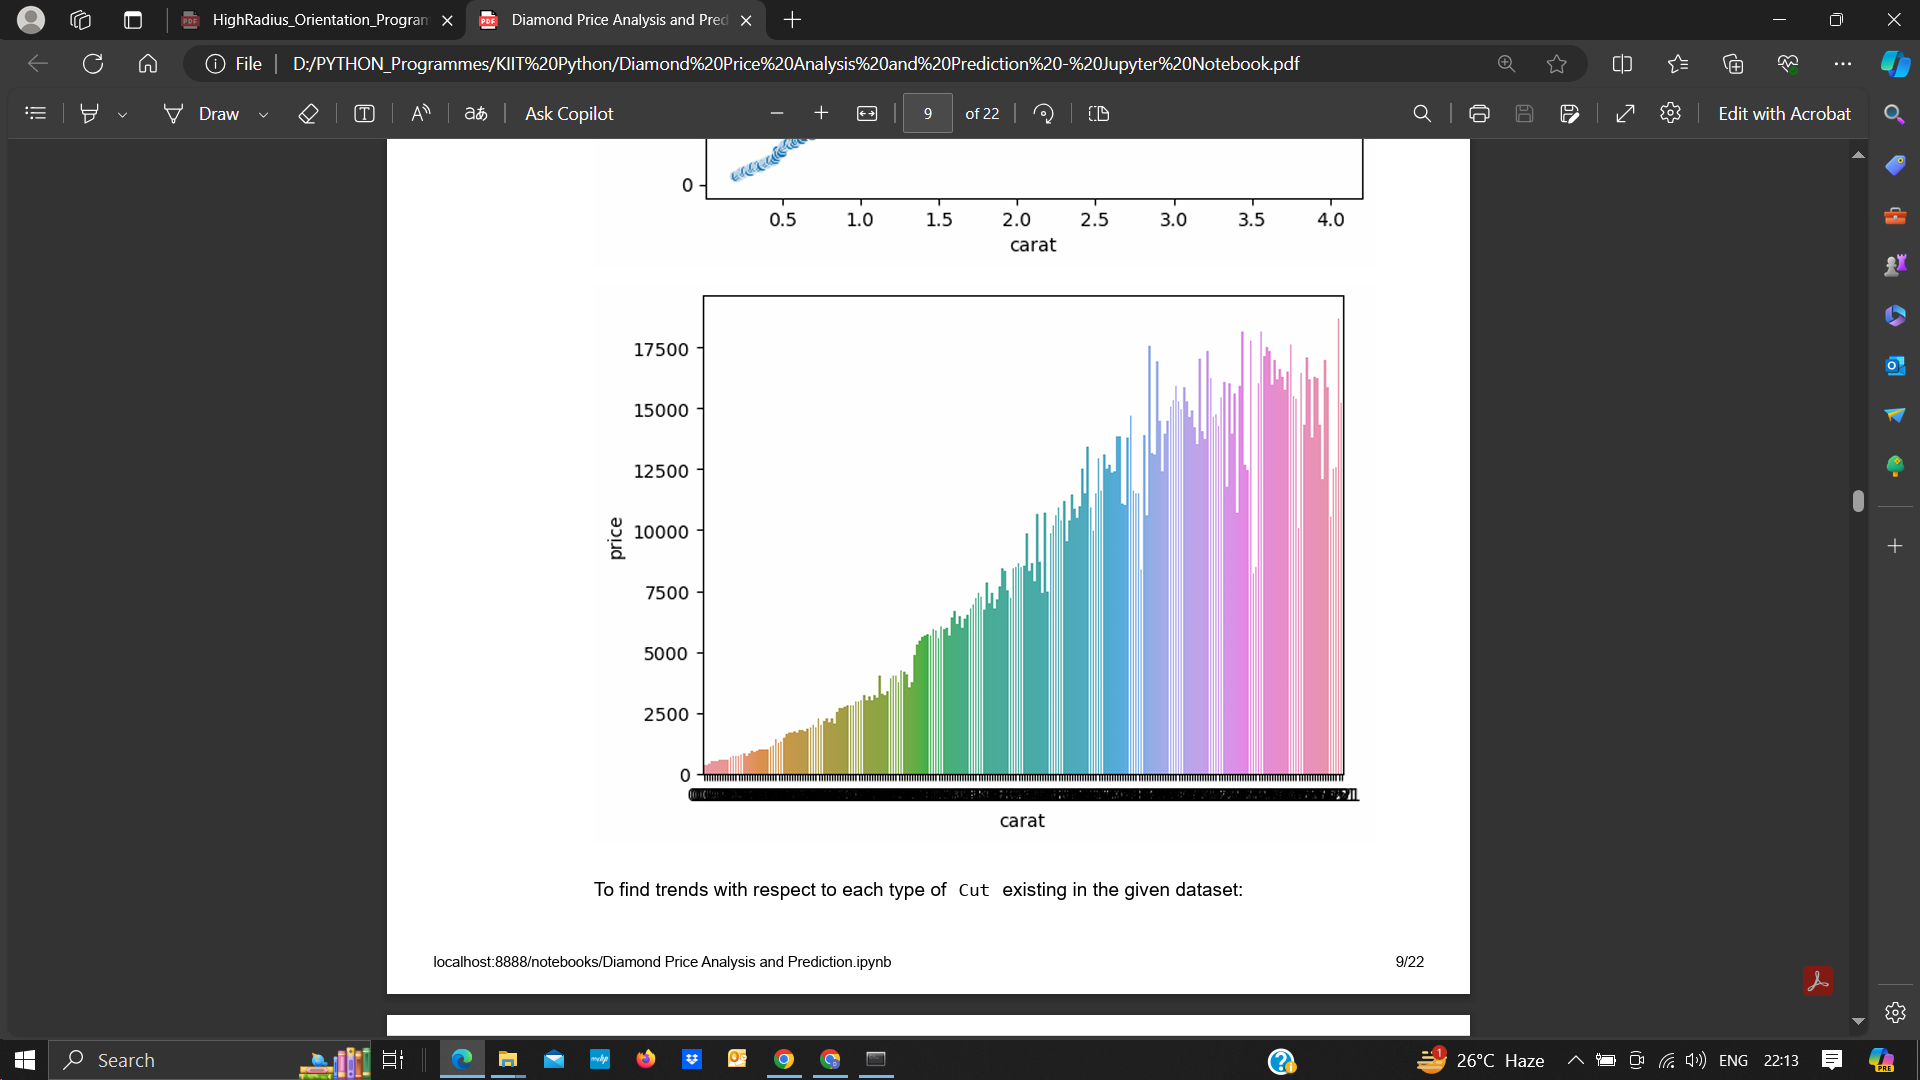 HighRadius_Orientation_Program
Diamond Price Analysis and Pred
File
D:/PYTHON_Programmes/KIIT%20Python/Diamond%20Price%20Analysis%20and%20Prediction%20-%20Jupyter%20Notebook.pdf
Draw
Ask Copilot
9 of 22
Edit with Acrobat
0
0.5 1.0 1.5 2.0 2.5 3.0 3.5 4.0
carat
17500
15000
12500
10000
7500
5000
2500
0
price
carat
To find trends with respect to each type of Cut existing in the given dataset:
localhost:8888/notebooks/Diamond Price Analysis and Prediction.ipynb
9/22
Search
1
26°C Haze
ENG
22:13
PRE